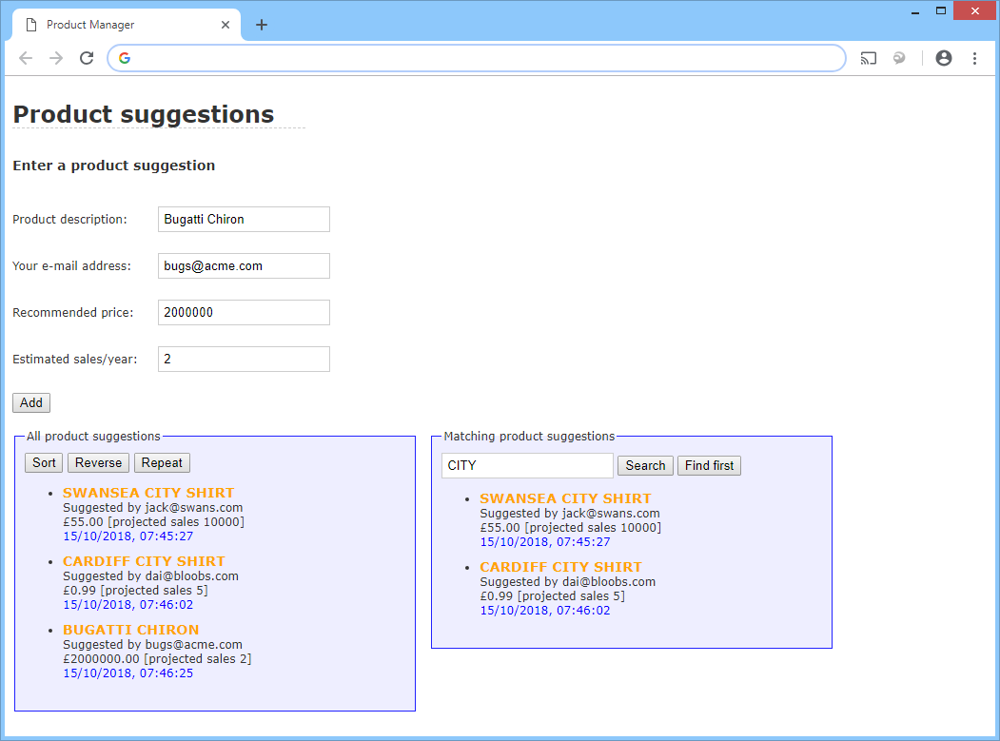 Product Manager
Product suggestions
Enter a product suggestion
Product description: Bugatti Chiron
Your e-mail address: bugs@acme.com
Recommended price: 2000000
Estimated sales/year: 2
Add
All product suggestions
Sort Reverse Repeat
SWANSEA CITY SHIRT
Suggested by jack@swans.com
£55.00 [projected sales 10000]
15/10/2018, 07:45:27
CARDIFF CITY SHIRT
Suggested by dai@bloobs.com
£0.99 [projected sales 5]
15/10/2018, 07:46:02
BUGATTI CHIRON
Suggested by bugs@acme.com
£2000000.00 [projected sales 2]
15/10/2018, 07:46:25
Matching product suggestions
CITY Search Find first
SWANSEA CITY SHIRT
Suggested by jack@swans.com
£55.00 [projected sales 10000]
15/10/2018, 07:45:27
CARDIFF CITY SHIRT
Suggested by dai@bloobs.com
£0.99 [projected sales 5]
15/10/2018, 07:46:02